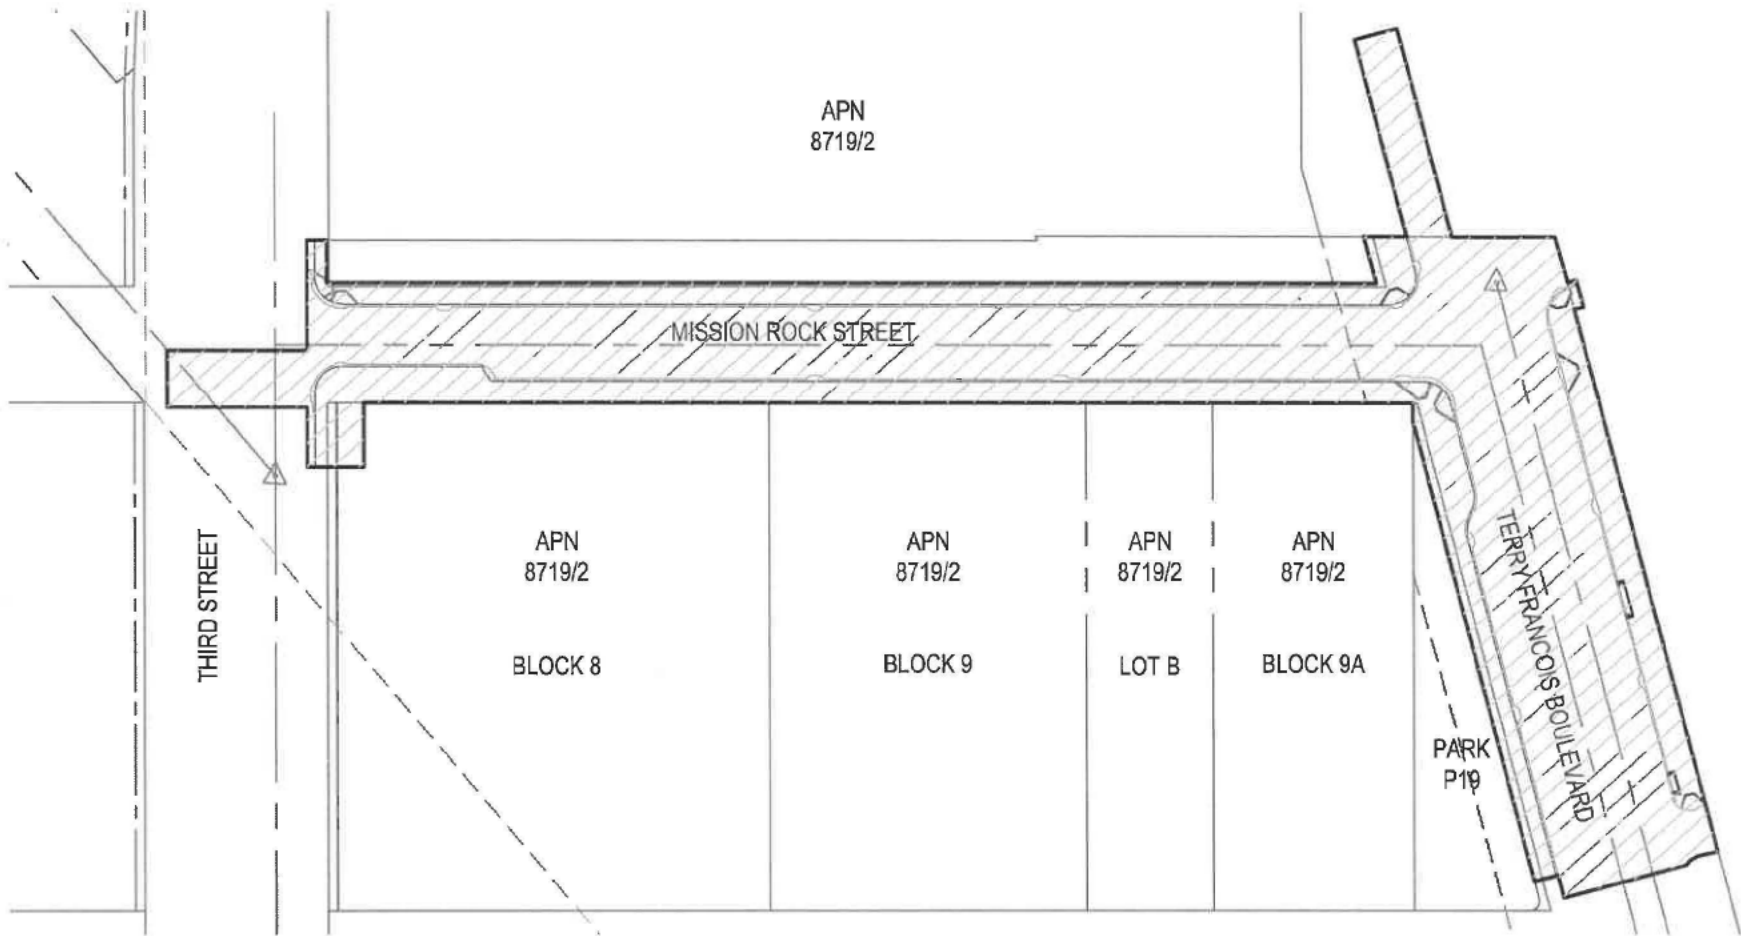 APN
8719/2
MISSION ROCK STREET
THIRD STREET
APN
8719/2
BLOCK 8
APN
8719/2
BLOCK 9
APN
8719/2
LOT B
APN
8719/2
BLOCK 9A
PARK
P19
TERRY FRANCOIS BOULEVARD